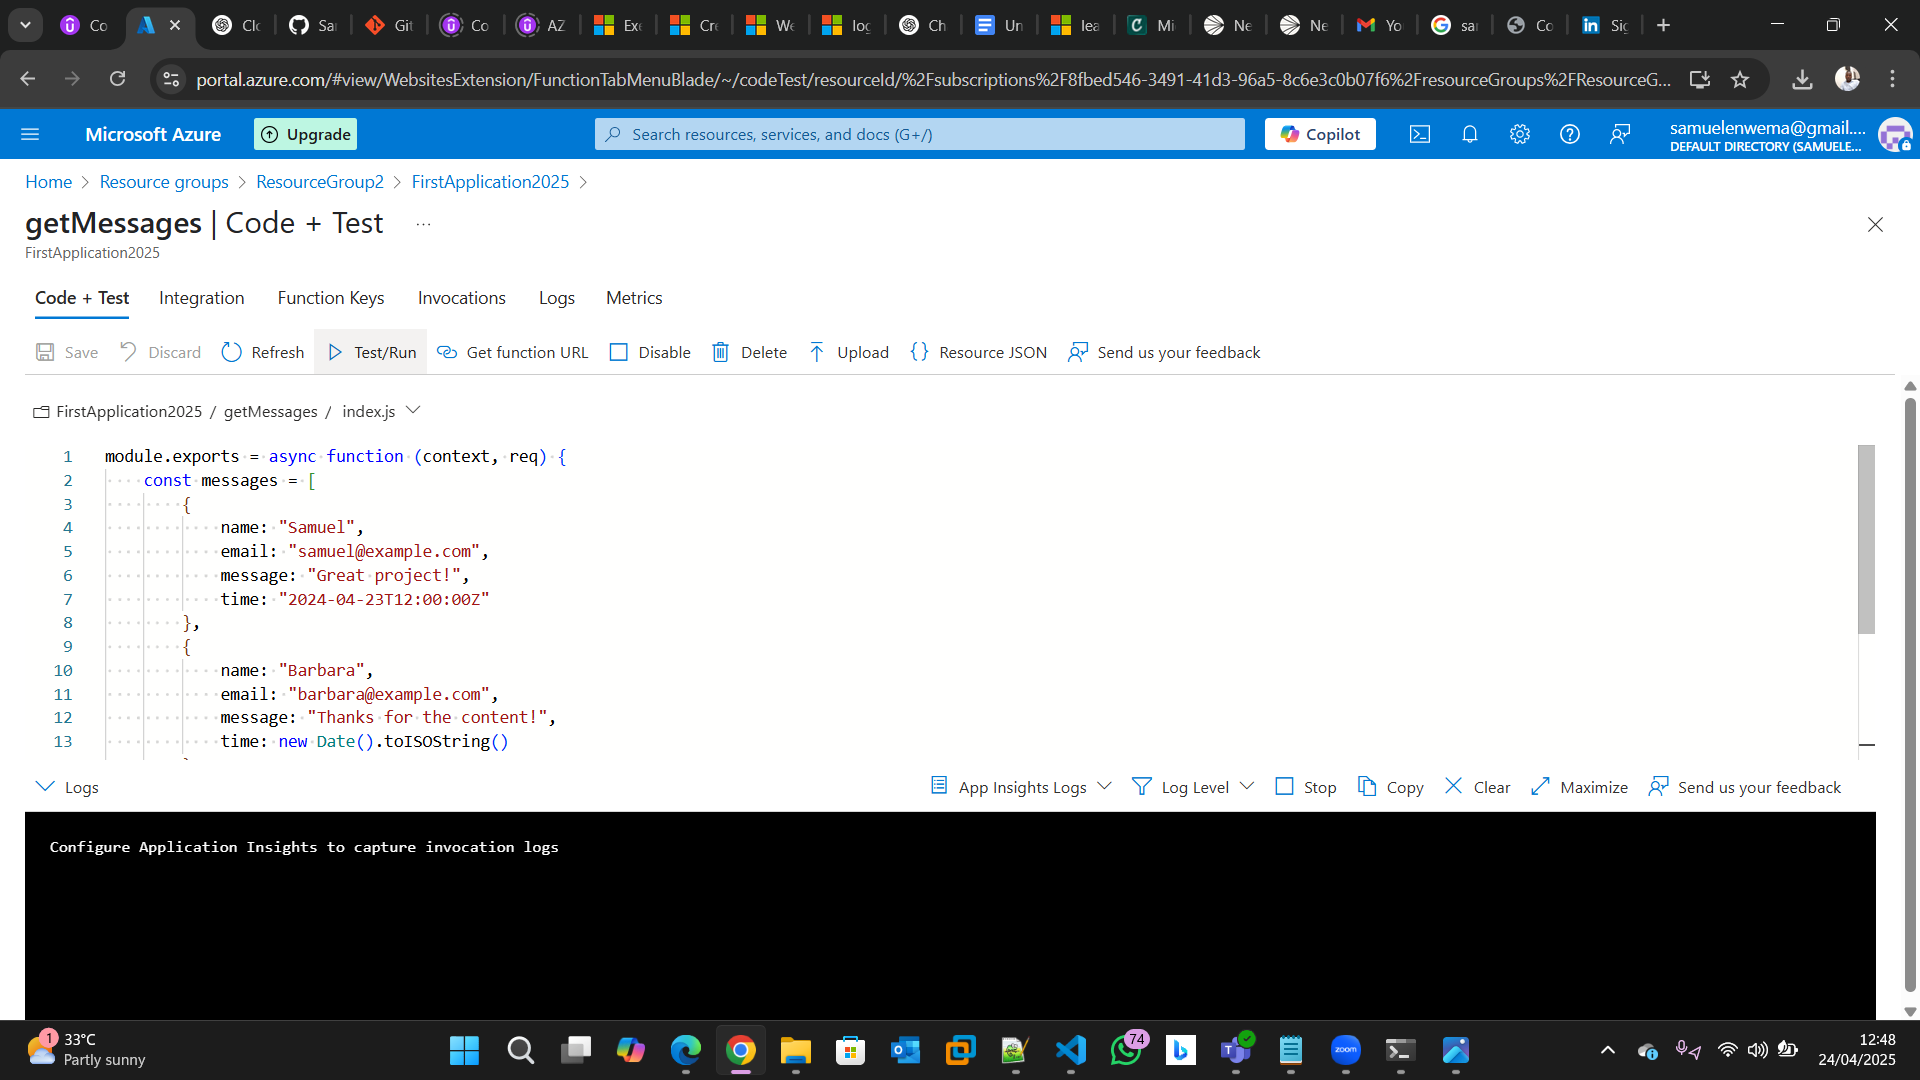 Co
Clc
Sar
Git
Co
AZ
Exe
Cre
We
log
Ch
Un
lea
Mi
Ne
Ne
Yo
sar
Co
Sig
portal.azure.com/#view/WebsitesExtension/FunctionTabMenuBlade/~/codeTest/resourceId/%2Fsubscriptions%2F8fbed546-3491-41d3-96a5-8c6e3c0b07f6%2FresourceGroups%2FResourceG...
Microsoft Azure
Upgrade
Search resources, services, and docs (G+/)
Copilot
samuelenwema@gmail....
DEFAULT DIRECTORY (SAMUELE...
Home > Resource groups > ResourceGroup2 > FirstApplication2025 >
getMessages | Code + Test ...
FirstApplication2025
Code + Test Integration Function Keys Invocations Logs Metrics
Save Discard Refresh Test/Run Get function URL Disable Delete Upload {} Resource JSON Send us your feedback
FirstApplication2025 / getMessages / index.js
1 module.exports = async function (context, req) {
2 const messages = [
3 {
4 name: "Samuel",
5 email: "samuel@example.com",
6 message: "Great project!",
7 time: "2024-04-23T12:00:00Z"
8 },
9 {
10 name: "Barbara",
11 email: "barbara@example.com",
12 message: "Thanks for the content!",
13 time: new Date().toISOString()
Logs
App Insights Logs Log Level Stop Copy Clear Maximize Send us your feedback
Configure Application Insights to capture invocation logs
1
33°C
Partly sunny
74
zoom
12:48
24/04/2025